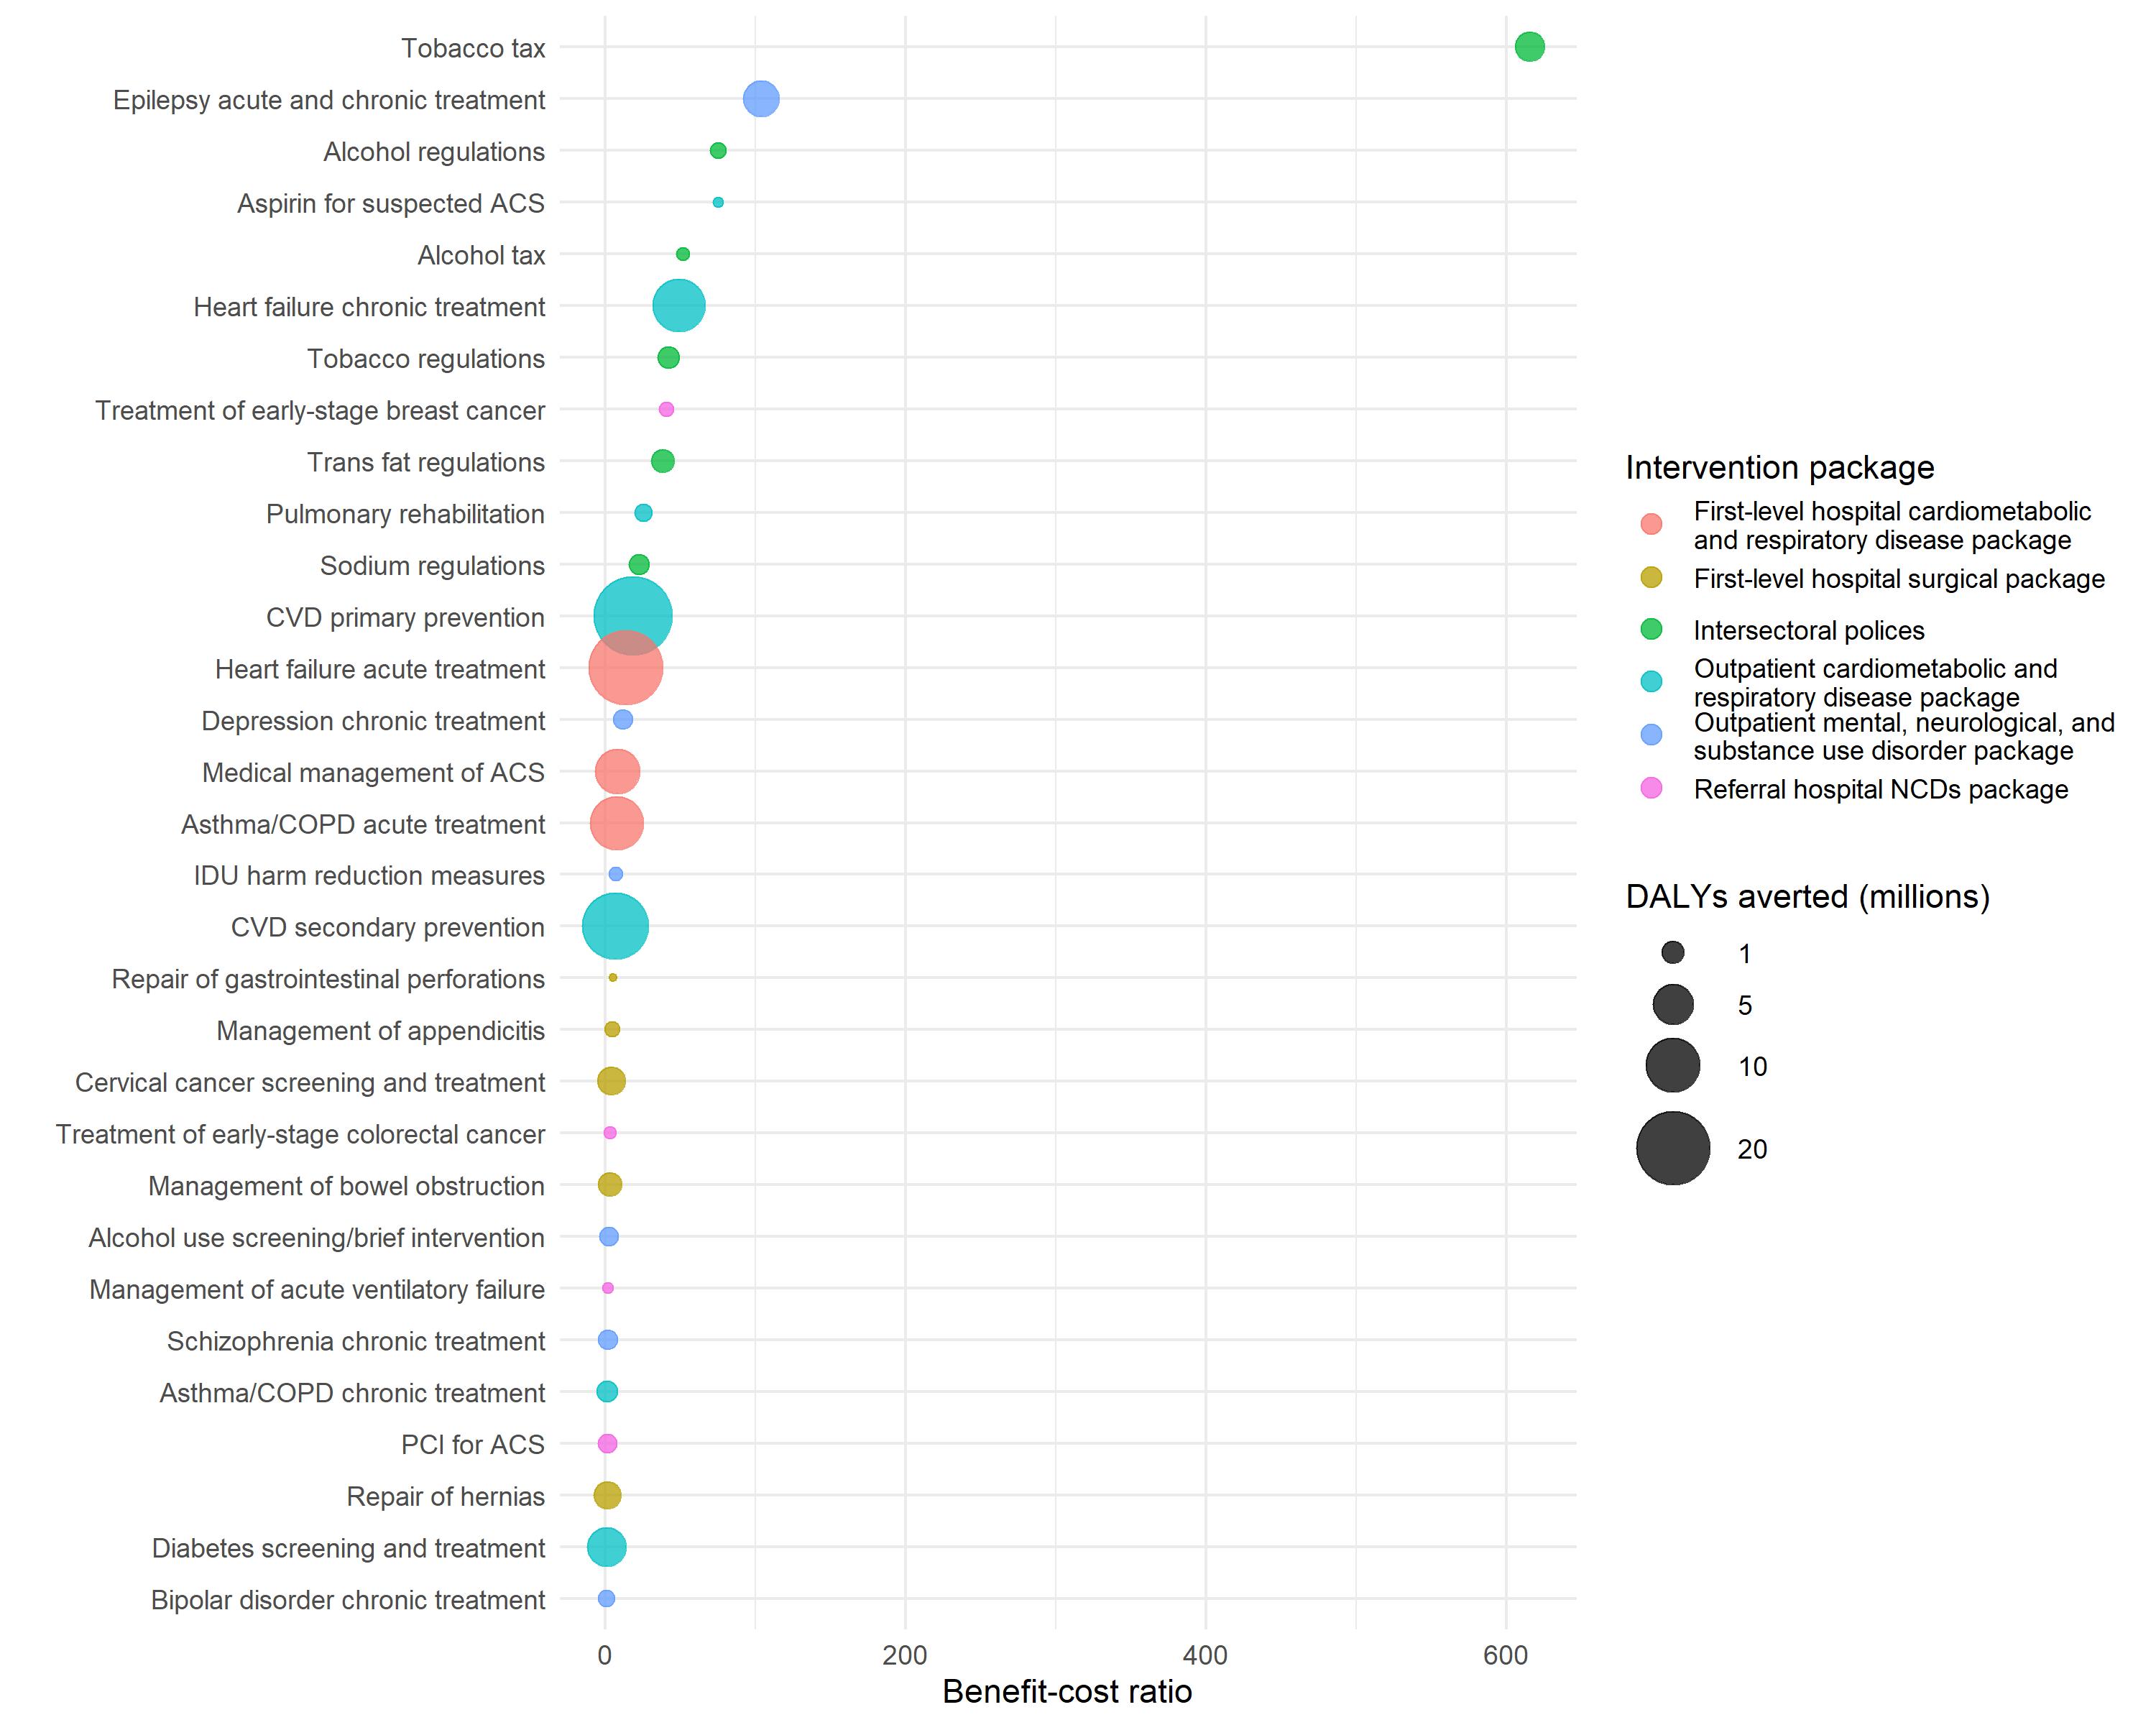 Tobacco tax
Epilepsy acute and chronic treatment
Alcohol regulations
Aspirin for suspected ACS
Alcohol tax
Heart failure chronic treatment
Tobacco regulations
Treatment of early-stage breast cancer
Trans fat regulations
Pulmonary rehabilitation
Sodium regulations
CVD primary prevention
Heart failure acute treatment
Depression chronic treatment
Medical management of ACS
Asthma/COPD acute treatment
IDU harm reduction measures
CVD secondary prevention
Repair of gastrointestinal perforations
Management of appendicitis
Cervical cancer screening and treatment
Treatment of early-stage colorectal cancer
Management of bowel obstruction
Alcohol use screening/brief intervention
Management of acute ventilatory failure
Schizophrenia chronic treatment
Asthma/COPD chronic treatment
PCI for ACS
Repair of hernias
Diabetes screening and treatment
Bipolar disorder chronic treatment
0
200
400
600
Benefit-cost ratio
Intervention package
First-level hospital cardiometabolic
and respiratory disease package
First-level hospital surgical package
Intersectoral polices
Outpatient cardiometabolic and
respiratory disease package
Outpatient mental, neurological, and
substance use disorder package
Referral hospital NCDs package
DALYs averted (millions)
1
5
10
20